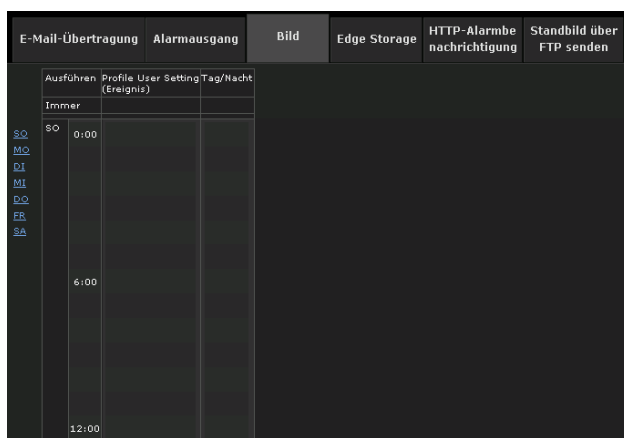 E-Mail-Übertragung
Alarmausgang
Bild
Edge Storage
HTTP-Alarmbe
nachrichtigung
Standbild über
FTP senden
Ausführen
Profile User Setting
(Ereignis)
Tag/Nacht
Immer
SO
MO
DI
MI
DO
FR
SA
SO
0:00
6:00
12:00